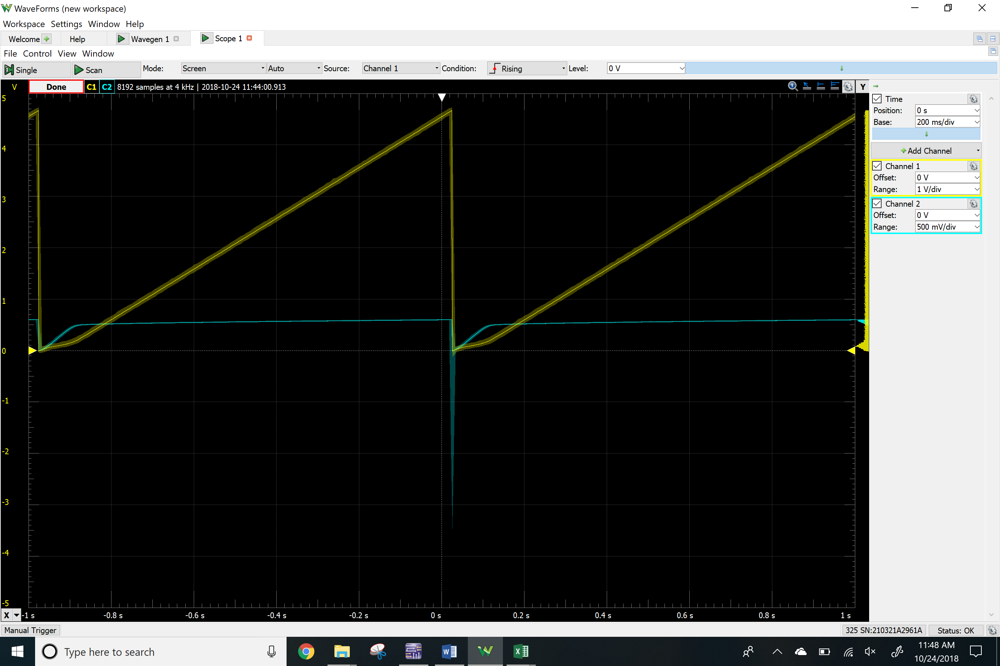 WaveForms (new workspace)
Workspace Settings Window Help
Welcome Help Wavegen 1 Scope 1
File Control View Window
Single Scan Mode: Screen Auto Source: Channel 1 Condition: Rising Level: 0 V
V Done C1 C2 8192 samples at 4 kHz | 2018-10-24 11:44:00.913 Y
Time
Position: 0 s
Base: 200 ms/div
Add Channel
Channel 1
Offset: 0 V
Range: 1 V/div
Channel 2
Offset: 0 V
Range: 500 mV/div
5
4
3
2
1
0
-1
-2
-3
-4
-5
X -1 s -0.8 s -0.6 s -0.4 s -0.2 s 0 s 0.2 s 0.4 s 0.6 s 0.8 s 1 s
Manual Trigger 325 SN:210321A2961A Status: OK
Type here to search
11:48 AM
10/24/2018